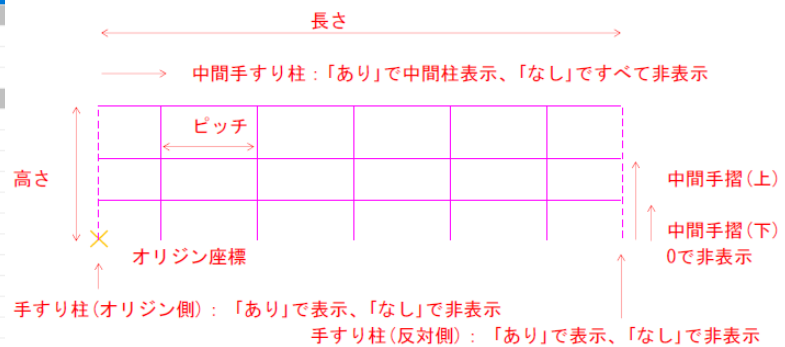 長さ
中間手すり柱：「あり」で中間柱表示、「なし」ですべて非表示
ピッチ
高さ
中間手摺(上)
中間手摺(下)
0で非表示
オリジン座標
手すり柱(オリジン側)：「あり」で表示、「なし」で非表示
手すり柱(反対側)：「あり」で表示、「なし」で非表示